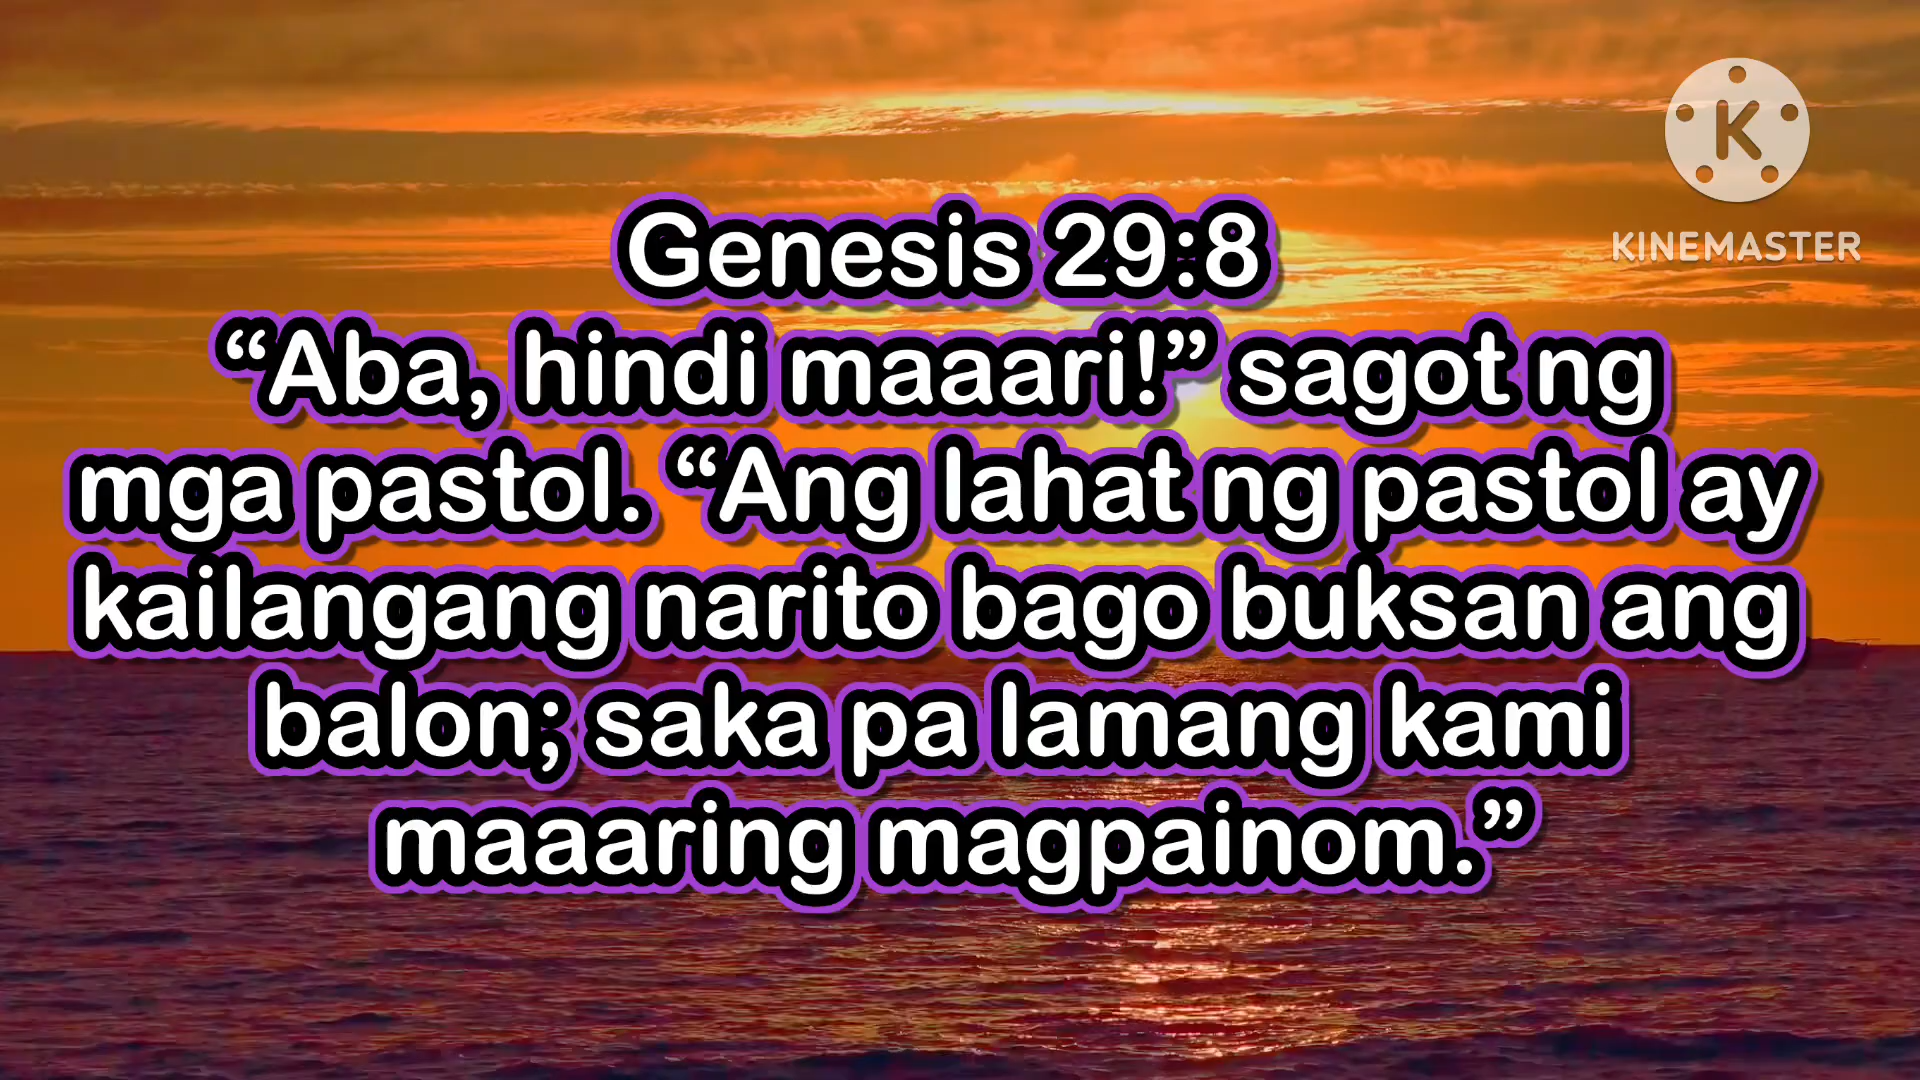 K
KINEMASTER
Genesis 29:8
“Aba, hindi maaari!” sagot ng
mga pastol. “Ang lahat ng pastol ay
kailangang narito bago buksan ang
balon; saka pa lamang kami
maaaring magpainom.”